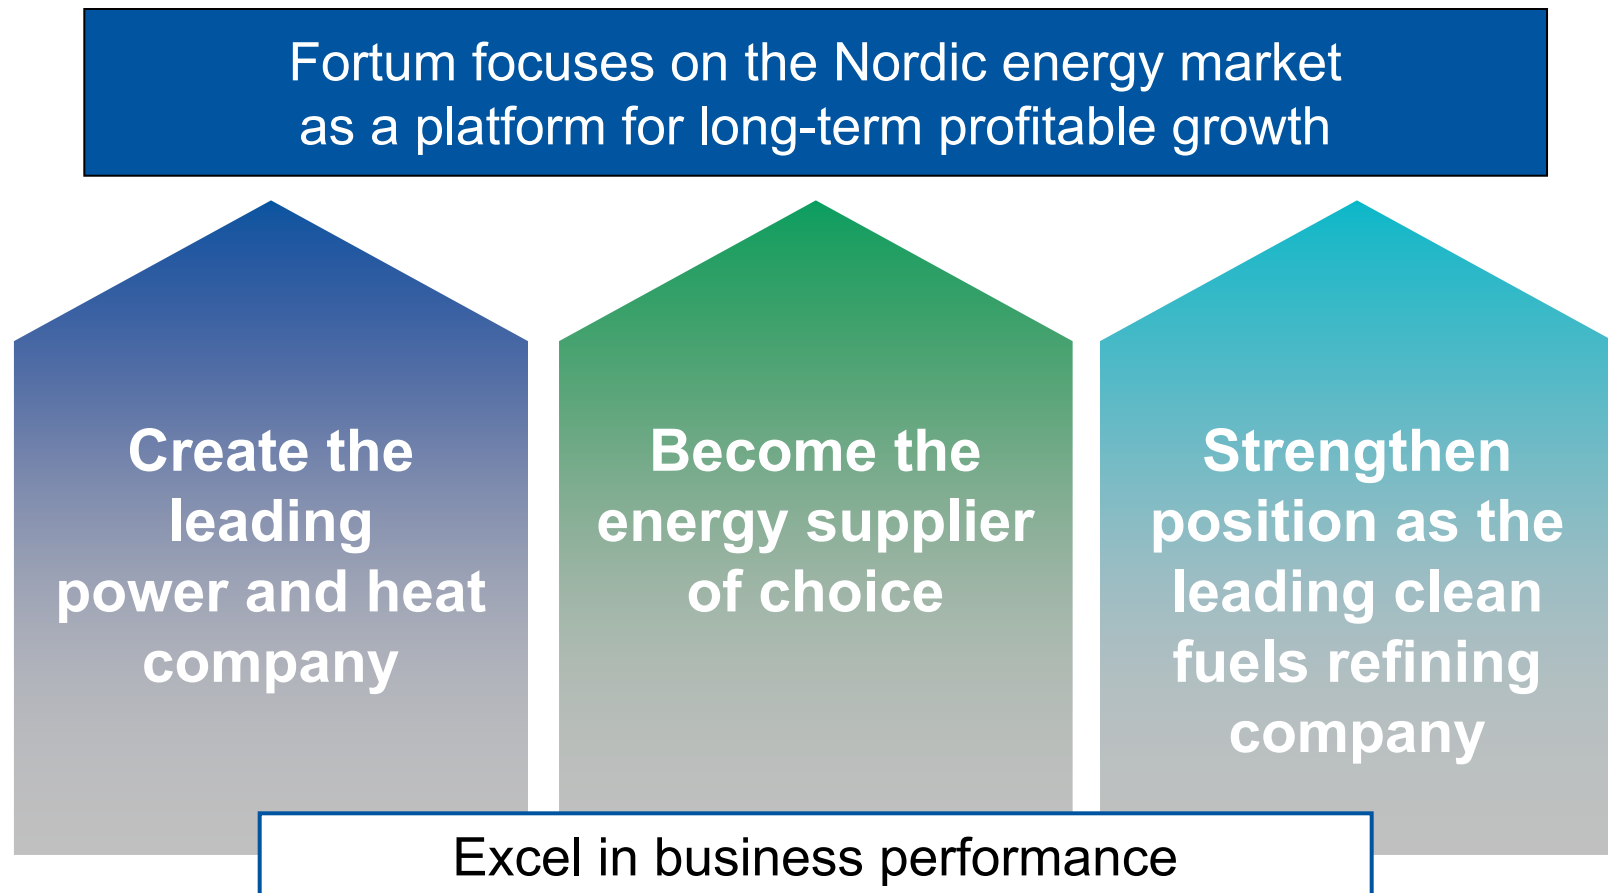 Fortum focuses on the Nordic energy market
as a platform for long-term profitable growth
Create the
leading
power and heat
company
Become the
energy supplier
of choice
Strengthen
position as the
leading clean
fuels refining
company
Excel in business performance